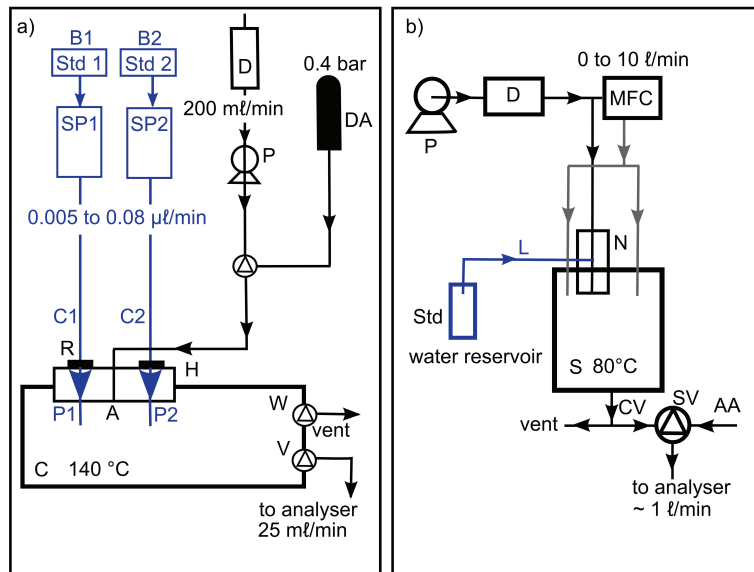 a)
B1
B2
Std 1
Std 2
D
0.4 bar
200 mℓ/min
DA
SP1
SP2
P
0.005 to 0.08 µℓ/min
C1
C2
R
H
P1
A
P2
W
vent
V
C 140 °C
to analyser
25 mℓ/min
b)
0 to 10 ℓ/min
D
MFC
P
N
L
Std
water reservoir
S 80°C
CV
SV
AA
vent
to analyser
~ 1 ℓ/min